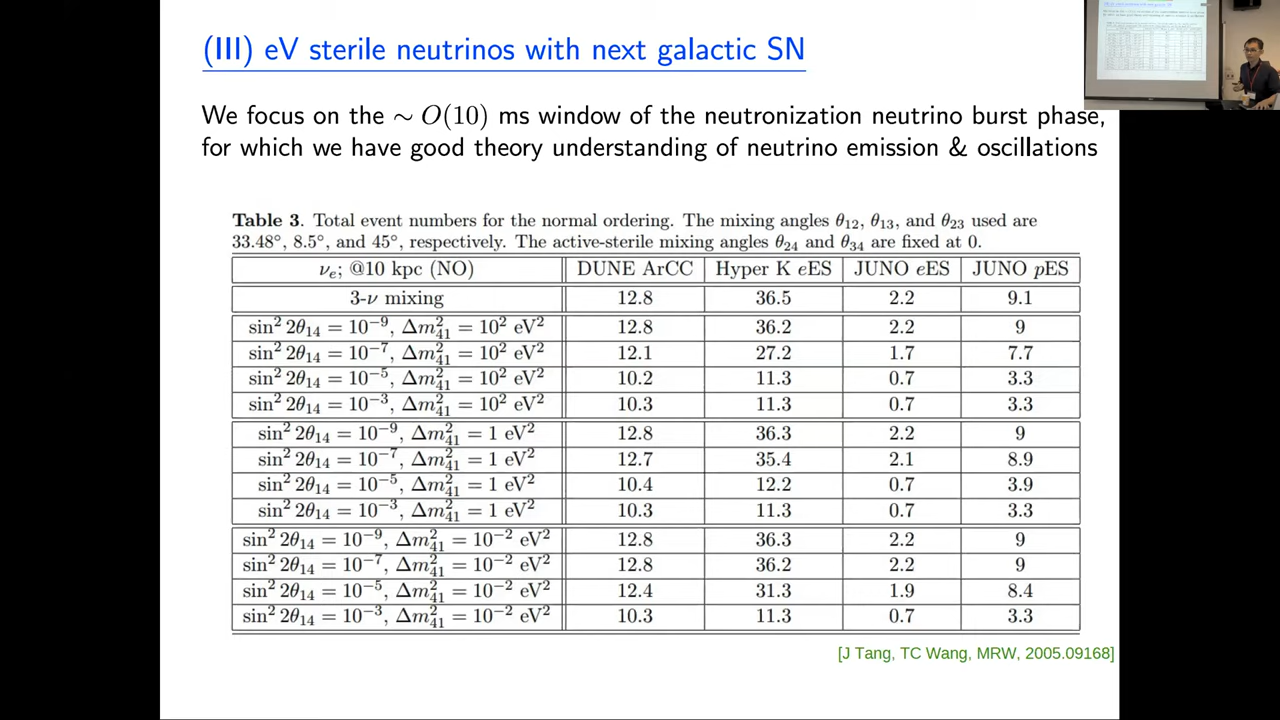 (III) eV sterile neutrinos with next galactic SN
We focus on the ∼ O(10) ms window of the neutronization neutrino burst phase,
for which we have good theory understanding of neutrino emission & oscillations
Table 3. Total event numbers for the normal ordering. The mixing angles θ₁₂, θ₁₃, and θ₂₃ used are
33.48°, 8.5°, and 45°, respectively. The active-sterile mixing angles θ₂₄ and θ₃₄ are fixed at 0.
νₑ; @10 kpc (NO) DUNE ArCC Hyper K eES JUNO eES JUNO pES
3-ν mixing 12.8 36.5 2.2 9.1
sin² 2θ₁₄ = 10⁻⁹, Δm²₄₁ = 10² eV² 12.8 36.2 2.2 9
sin² 2θ₁₄ = 10⁻⁷, Δm²₄₁ = 10² eV² 12.1 27.2 1.7 7.7
sin² 2θ₁₄ = 10⁻⁵, Δm²₄₁ = 10² eV² 10.2 11.3 0.7 3.3
sin² 2θ₁₄ = 10⁻³, Δm²₄₁ = 10² eV² 10.3 11.3 0.7 3.3
sin² 2θ₁₄ = 10⁻⁹, Δm²₄₁ = 1 eV² 12.8 36.3 2.2 9
sin² 2θ₁₄ = 10⁻⁷, Δm²₄₁ = 1 eV² 12.7 35.4 2.1 8.9
sin² 2θ₁₄ = 10⁻⁵, Δm²₄₁ = 1 eV² 10.4 12.2 0.7 3.9
sin² 2θ₁₄ = 10⁻³, Δm²₄₁ = 1 eV² 10.3 11.3 0.7 3.3
sin² 2θ₁₄ = 10⁻⁹, Δm²₄₁ = 10⁻² eV² 12.8 36.3 2.2 9
sin² 2θ₁₄ = 10⁻⁷, Δm²₄₁ = 10⁻² eV² 12.8 36.2 2.2 9
sin² 2θ₁₄ = 10⁻⁵, Δm²₄₁ = 10⁻² eV² 12.4 31.3 1.9 8.4
sin² 2θ₁₄ = 10⁻³, Δm²₄₁ = 10⁻² eV² 10.3 11.3 0.7 3.3
[J Tang, TC Wang, MRW, 2005.09168]